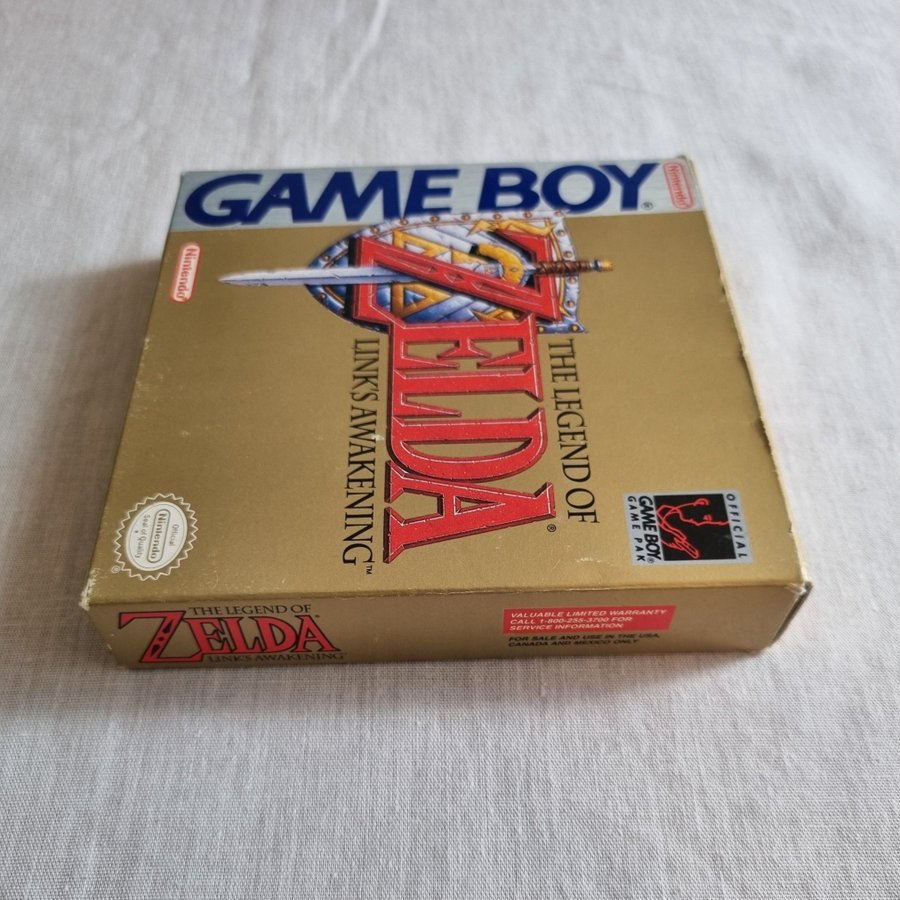 GAME BOY®
Nintendo
Nintendo
THE LEGEND OF
ZELDA®
LINK'S AWAKENING™
OFFICIAL
GAME BOY®
GAME PAK
Official
Nintendo
Seal of Quality
®
THE LEGEND OF
ZELDA
LINK'S AWAKENING™
VALUABLE LIMITED WARRANTY
CALL 1-800-255-3700 FOR
SERVICE INFORMATION.
FOR SALE AND USE IN THE USA,
CANADA AND MEXICO ONLY